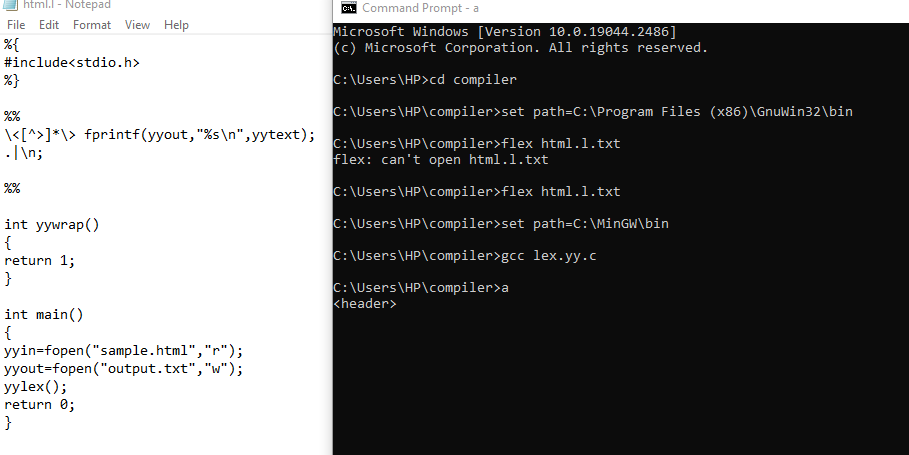 html.l - Notepad
File Edit Format View Help
%{
#include<stdio.h>
%}
%%
\<[^>]*\> fprintf(yyout,"%s\n",yytext);
.|\n;
%%
int yywrap()
{
return 1;
}
int main()
{
yyin=fopen("sample.html","r");
yyout=fopen("output.txt","w");
yylex();
return 0;
}
Command Prompt - a
Microsoft Windows [Version 10.0.19044.2486]
(c) Microsoft Corporation. All rights reserved.
C:\Users\HP>cd compiler
C:\Users\HP\compiler>set path=C:\Program Files (x86)\GnuWin32\bin
C:\Users\HP\compiler>flex html.l.txt
flex: can't open html.l.txt
C:\Users\HP\compiler>flex html.l.txt
C:\Users\HP\compiler>set path=C:\MinGW\bin
C:\Users\HP\compiler>gcc lex.yy.c
C:\Users\HP\compiler>a
<header>